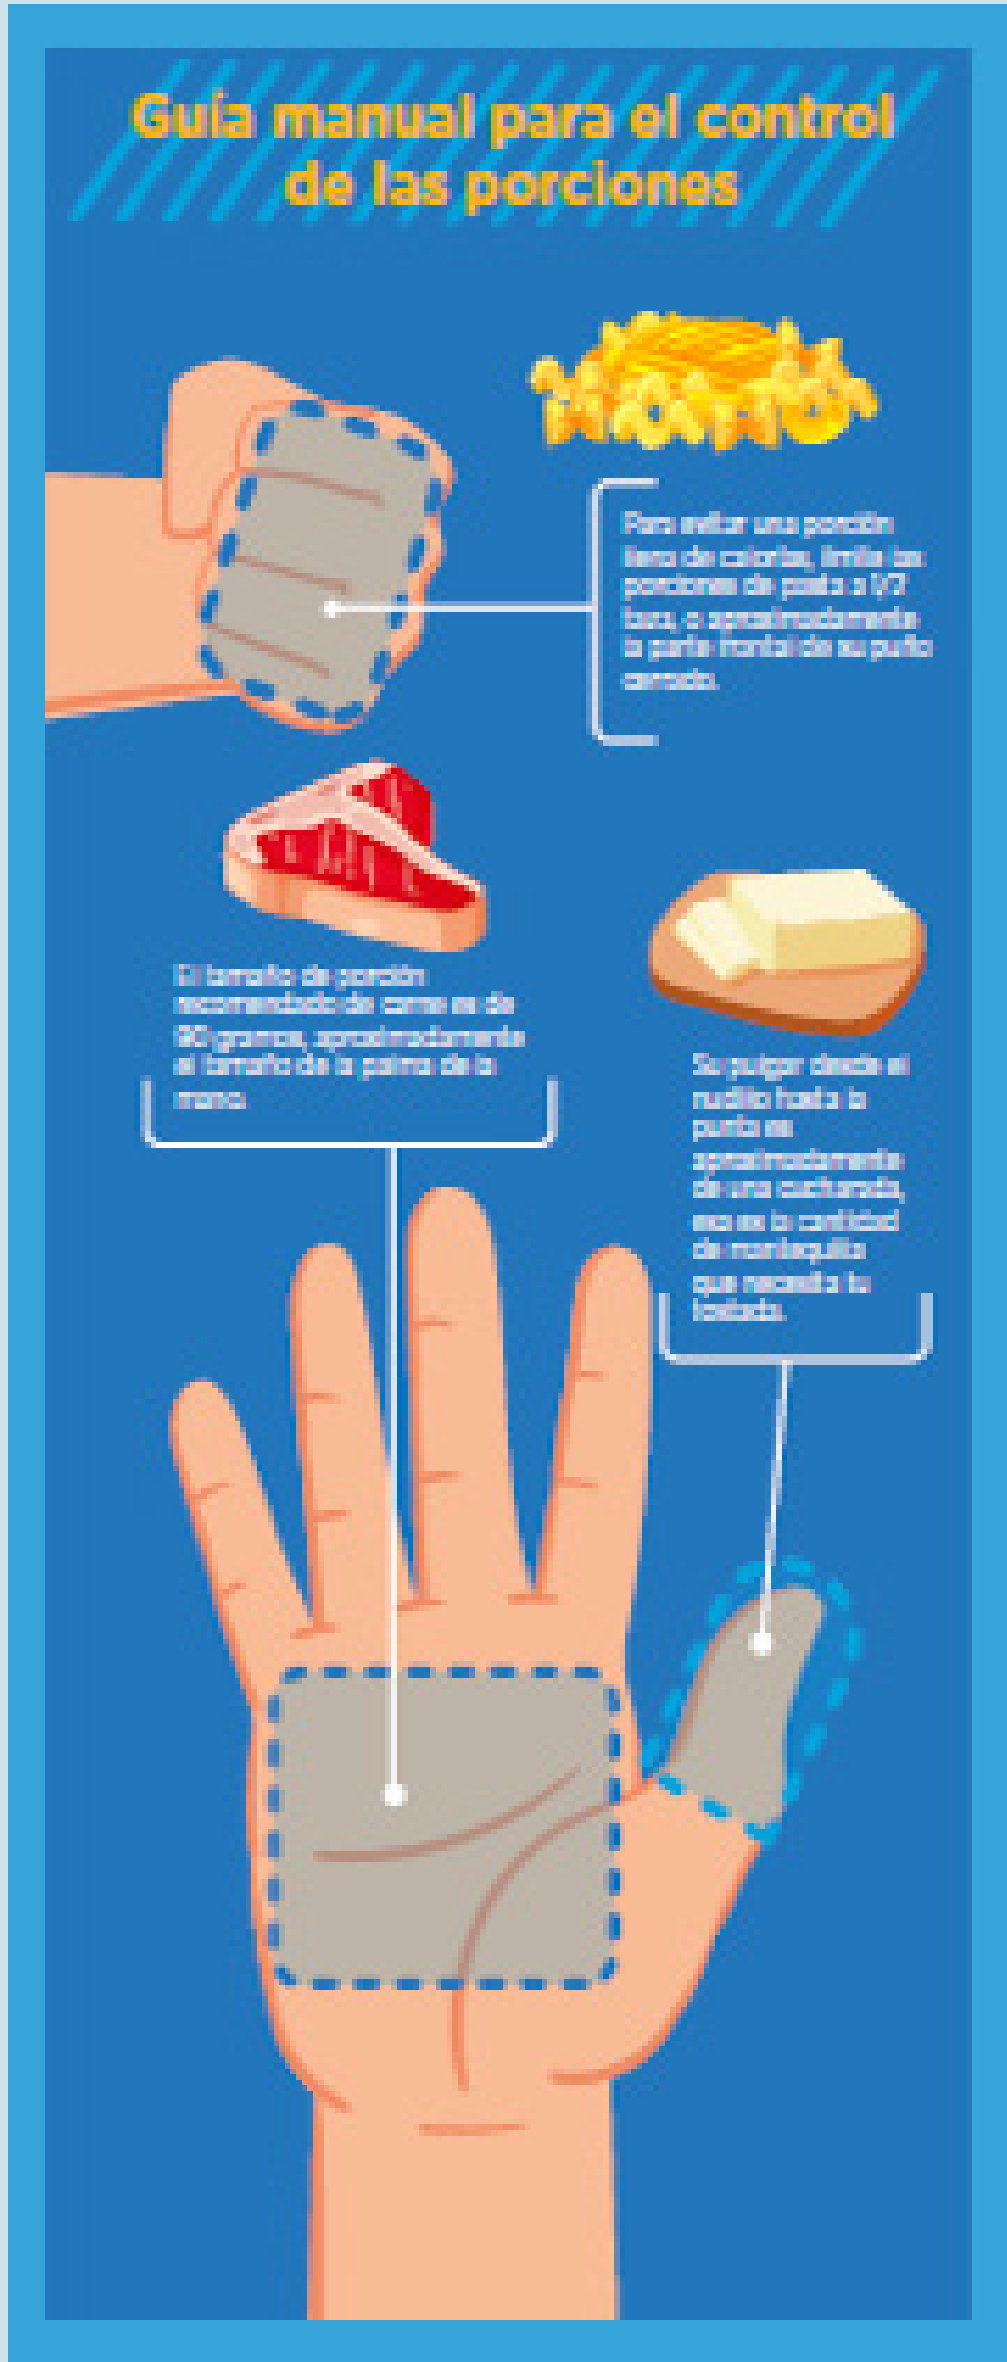 Guía manual para el control
de las porciones
Para evitar una porción
llena de calorías, limite las
porciones de pasta a 1/2
taza, o aproximadamente
la parte frontal de su puño
cerrado.
El tamaño de porción
recomendado de carne es de
90 gramos, aproximadamente
el tamaño de la palma de la
mano.
Su pulgar desde el
nudillo hasta la
punta es
aproximadamente
de una cucharada,
esa es la cantidad
de mantequilla
que necesita tu
tostada.